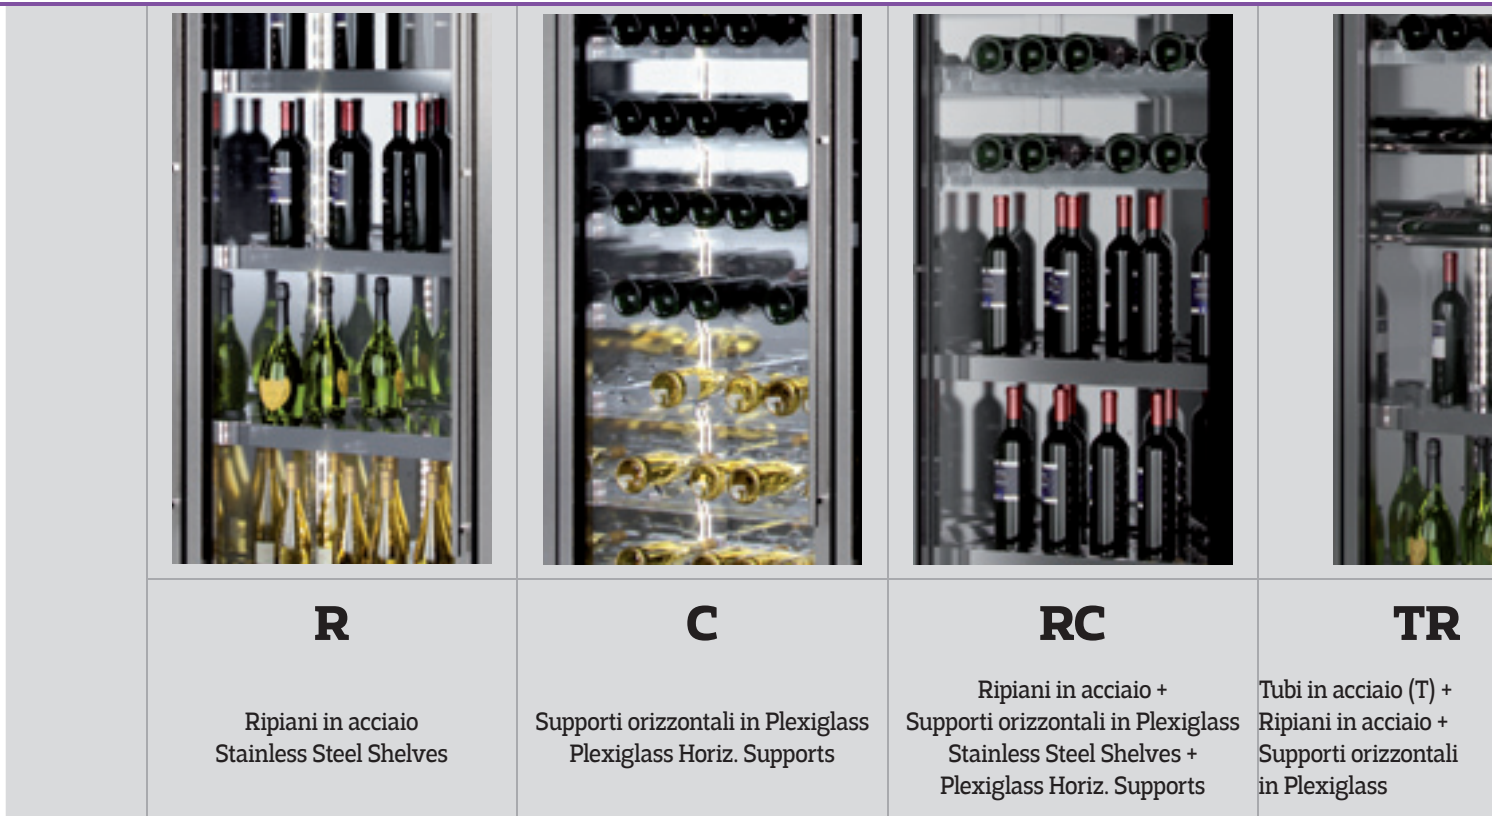 R
Ripiani in acciaio
Stainless Steel Shelves
C
Supporti orizzontali in Plexiglass
Plexiglass Horiz. Supports
RC
Ripiani in acciaio +
Supporti orizzontali in Plexiglass
Stainless Steel Shelves +
Plexiglass Horiz. Supports
TR
Tubi in acciaio (T) +
Ripiani in acciaio +
Supporti orizzontali
in Plexiglass